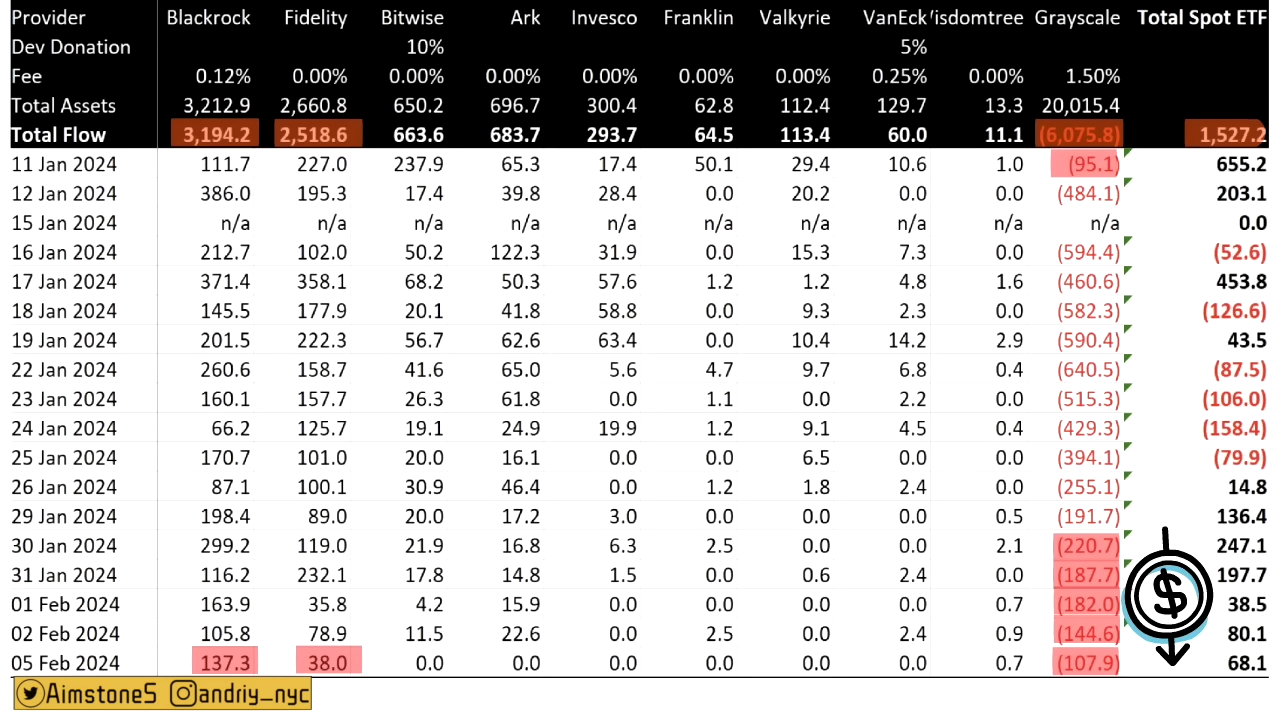 Provider Blackrock Fidelity Bitwise Ark Invesco Franklin Valkyrie VanEck isdomtree Grayscale Total Spot ETF
Dev Donation 10% 5%
Fee 0.12% 0.00% 0.00% 0.00% 0.00% 0.00% 0.00% 0.25% 0.00% 1.50%
Total Assets 3,212.9 2,660.8 650.2 696.7 300.4 62.8 112.4 129.7 13.3 20,015.4
Total Flow 3,194.2 2,518.6 663.6 683.7 293.7 64.5 113.4 60.0 11.1 (6,075.8) 1,527.2
11 Jan 2024 111.7 227.0 237.9 65.3 17.4 50.1 29.4 10.6 1.0 (95.1) 655.2
12 Jan 2024 386.0 195.3 17.4 39.8 28.4 0.0 20.2 0.0 0.0 (484.1) 203.1
15 Jan 2024 n/a n/a n/a n/a n/a n/a n/a n/a n/a n/a 0.0
16 Jan 2024 212.7 102.0 50.2 122.3 31.9 0.0 15.3 7.3 0.0 (594.4) (52.6)
17 Jan 2024 371.4 358.1 68.2 50.3 57.6 1.2 1.2 4.8 1.6 (460.6) 453.8
18 Jan 2024 145.5 177.9 20.1 41.8 58.8 0.0 9.3 2.3 0.0 (582.3) (126.6)
19 Jan 2024 201.5 222.3 56.7 62.6 63.4 0.0 10.4 14.2 2.9 (590.4) 43.5
22 Jan 2024 260.6 158.7 41.6 65.0 5.6 4.7 9.7 6.8 0.4 (640.5) (87.5)
23 Jan 2024 160.1 157.7 26.3 61.8 0.0 1.1 0.0 2.2 0.0 (515.3) (106.0)
24 Jan 2024 66.2 125.7 19.1 24.9 19.9 1.2 9.1 4.5 0.4 (429.3) (158.4)
25 Jan 2024 170.7 101.0 20.0 16.1 0.0 0.0 6.5 0.0 0.0 (394.1) (79.9)
26 Jan 2024 87.1 100.1 30.9 46.4 0.0 1.2 1.8 2.4 0.0 (255.1) 14.8
29 Jan 2024 198.4 89.0 20.0 17.2 3.0 0.0 0.0 0.0 0.5 (191.7) 136.4
30 Jan 2024 299.2 119.0 21.9 16.8 6.3 2.5 0.0 0.0 2.1 (220.7) 247.1
31 Jan 2024 116.2 232.1 17.8 14.8 1.5 0.0 0.6 2.4 0.0 (187.7) 197.7
01 Feb 2024 163.9 35.8 4.2 15.9 0.0 0.0 0.0 0.0 0.7 (182.0) 38.5
02 Feb 2024 105.8 78.9 11.5 22.6 0.0 2.5 0.0 2.4 0.9 (144.6) 80.1
05 Feb 2024 137.3 38.0 0.0 0.0 0.0 0.0 0.0 0.0 0.7 (107.9) 68.1
$
AimstoneS andriy_nyc